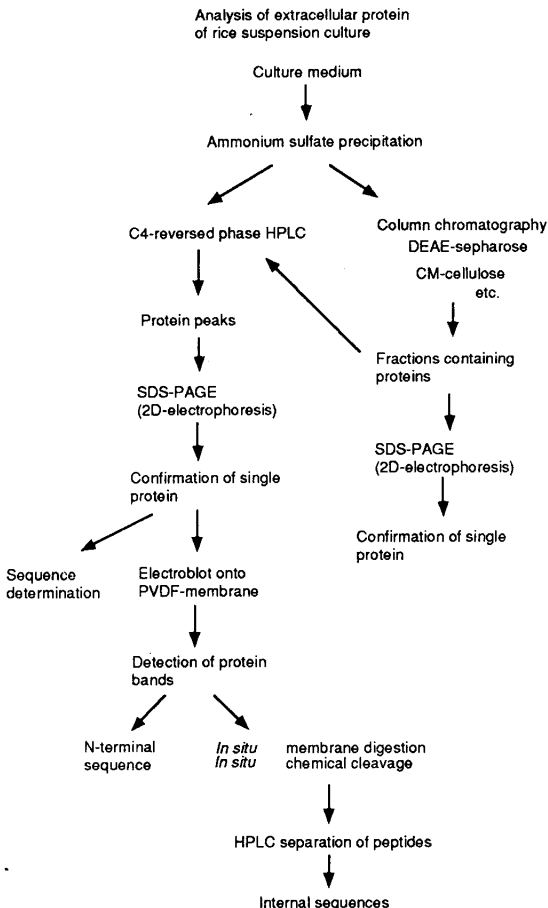 Analysis of extracellular protein
of rice suspension culture
Culture medium
Ammonium sulfate precipitation
C4-reversed phase HPLC
Column chromatography
DEAE-sepharose
CM-cellulose
etc.
Protein peaks
Fractions containing
proteins
SDS-PAGE
(2D-electrophoresis)
SDS-PAGE
(2D-electrophoresis)
Confirmation of single
protein
Confirmation of single
protein
Sequence
determination
Electroblot onto
PVDF-membrane
Detection of protein
bands
N-terminal
sequence
In situ membrane digestion
In situ chemical cleavage
HPLC separation of peptides
Internal sequences